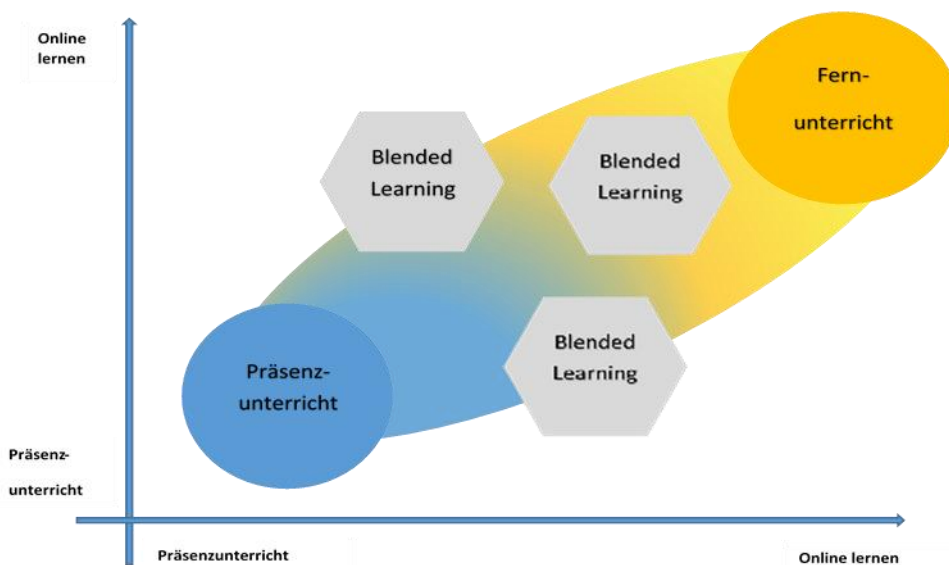 Online
lernen
Fern-
unterricht
Blended
Learning
Blended
Learning
Blended
Learning
Präsenz-
unterricht
Präsenz-
unterricht
Präsenzunterricht
Online lernen